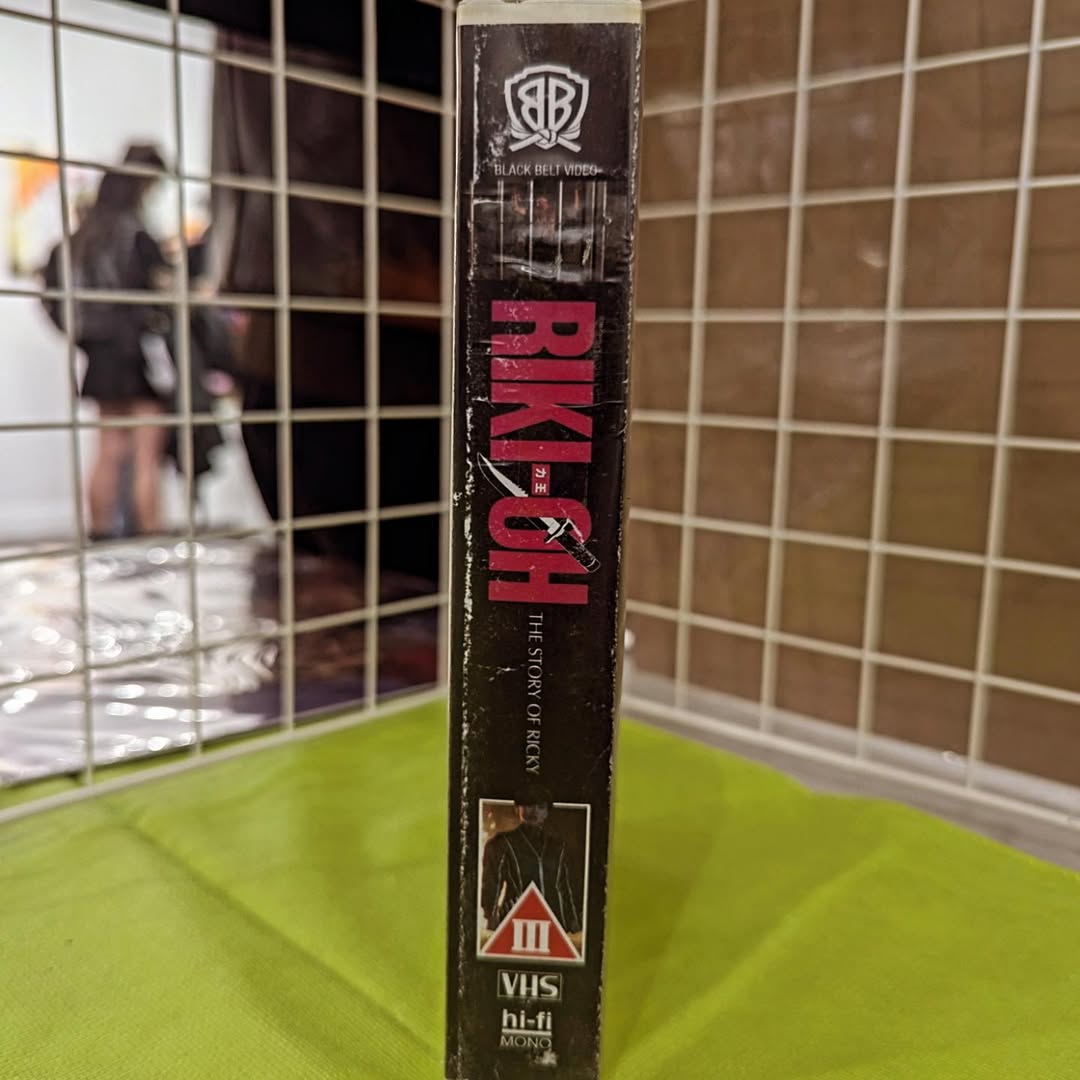 BB
BLACK BELT VIDEO
RIKI-OH
力王
THE STORY OF RICKY
III
VHS
hi-fi
MONO